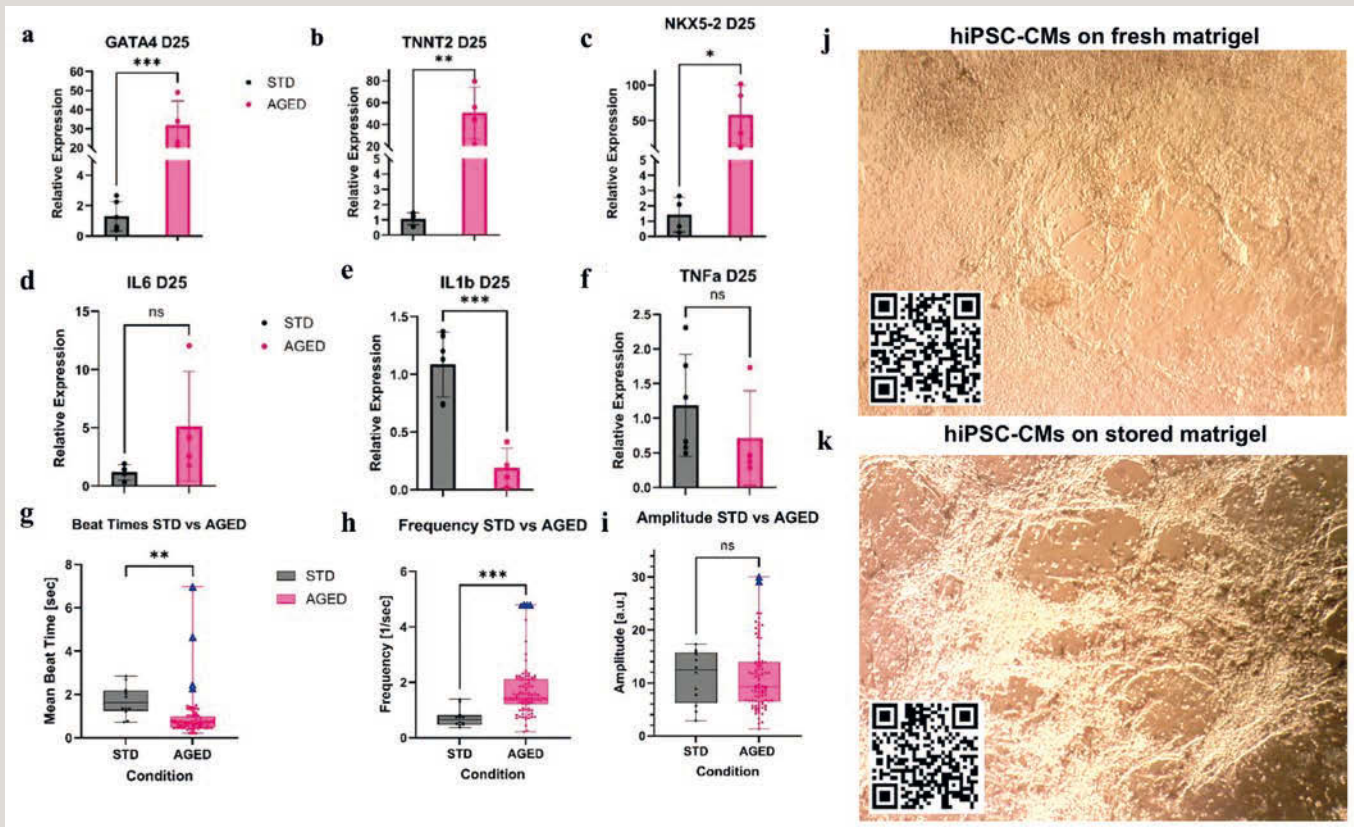 a
GATA4 D25
***
STD
AGED
Relative Expression
60
50
40
30
20
5
4
3
2
1
0
b
TNNT2 D25
**
Relative Expression
100
80
60
40
20
5
4
3
2
1
0
c
NKX5-2 D25
*
Relative Expression
100
50
5
4
3
2
1
0
d
IL6 D25
ns
STD
AGED
Relative Expression
15
10
5
0
e
IL1b D25
***
Relative Expression
1.5
1.0
0.5
0.0
f
TNFa D25
ns
Relative Expression
2.5
2.0
1.5
1.0
0.5
0.0
g
Beat Times STD vs AGED
**
STD
AGED
Mean Beat Time [sec]
8
6
4
2
0
STD AGED
Condition
h
Frequency STD vs AGED
***
Frequency [1/sec]
6
4
2
0
STD AGED
Condition
i
Amplitude STD vs AGED
ns
Amplitude [a.u.]
30
20
10
0
STD AGED
Condition
j
hiPSC-CMs on fresh matrigel
k
hiPSC-CMs on stored matrigel